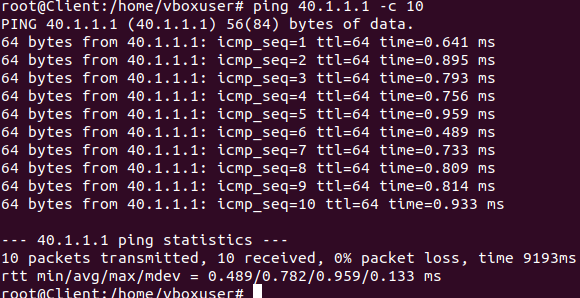 root@Client:/home/vboxuser# ping 40.1.1.1 -c 10
PING 40.1.1.1 (40.1.1.1) 56(84) bytes of data.
64 bytes from 40.1.1.1: icmp_seq=1 ttl=64 time=0.641 ms
64 bytes from 40.1.1.1: icmp_seq=2 ttl=64 time=0.895 ms
64 bytes from 40.1.1.1: icmp_seq=3 ttl=64 time=0.793 ms
64 bytes from 40.1.1.1: icmp_seq=4 ttl=64 time=0.756 ms
64 bytes from 40.1.1.1: icmp_seq=5 ttl=64 time=0.959 ms
64 bytes from 40.1.1.1: icmp_seq=6 ttl=64 time=0.489 ms
64 bytes from 40.1.1.1: icmp_seq=7 ttl=64 time=0.733 ms
64 bytes from 40.1.1.1: icmp_seq=8 ttl=64 time=0.809 ms
64 bytes from 40.1.1.1: icmp_seq=9 ttl=64 time=0.814 ms
64 bytes from 40.1.1.1: icmp_seq=10 ttl=64 time=0.933 ms
--- 40.1.1.1 ping statistics ---
10 packets transmitted, 10 received, 0% packet loss, time 9193ms
rtt min/avg/max/mdev = 0.489/0.782/0.959/0.133 ms
root@Client:/home/vboxuser#